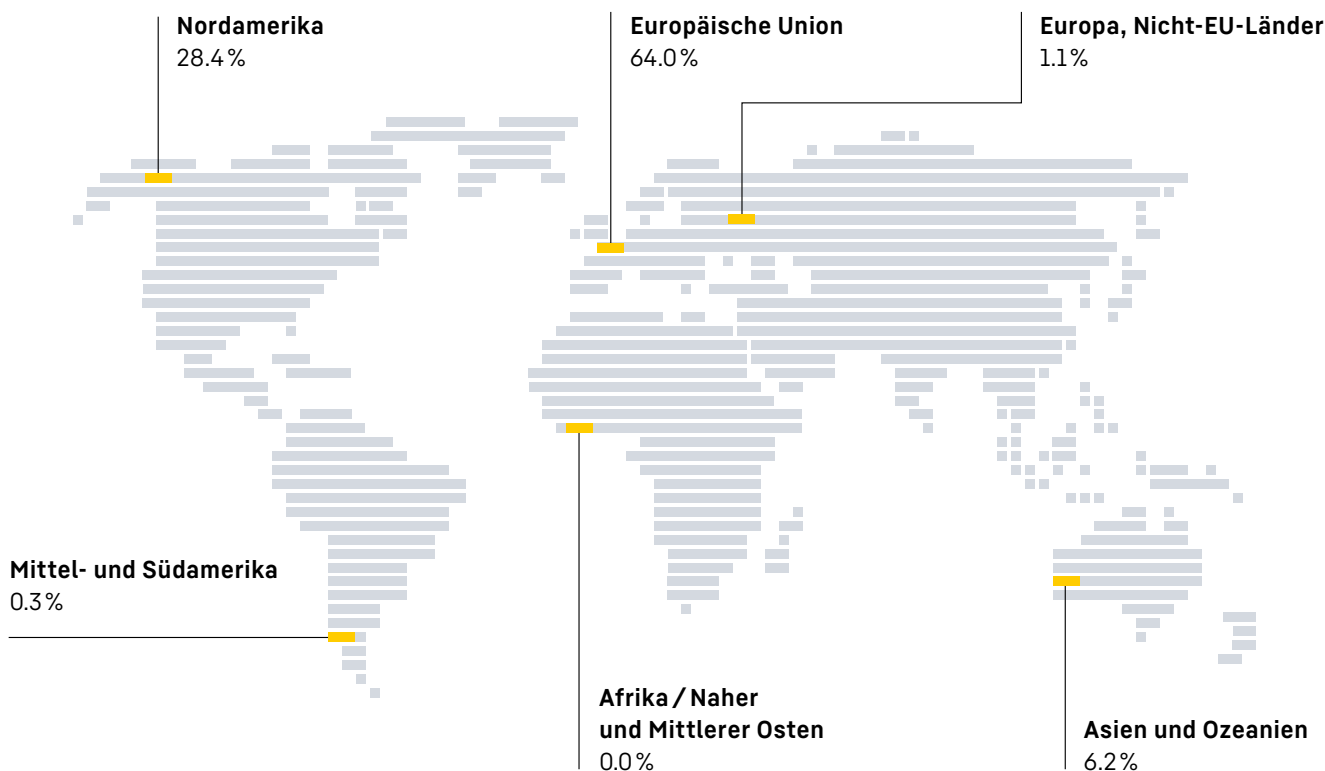 Nordamerika
28.4 %
Europäische Union
64.0 %
Europa, Nicht-EU-Länder
1.1 %
Mittel- und Südamerika
0.3 %
Afrika / Naher
und Mittlerer Osten
0.0 %
Asien und Ozeanien
6.2 %